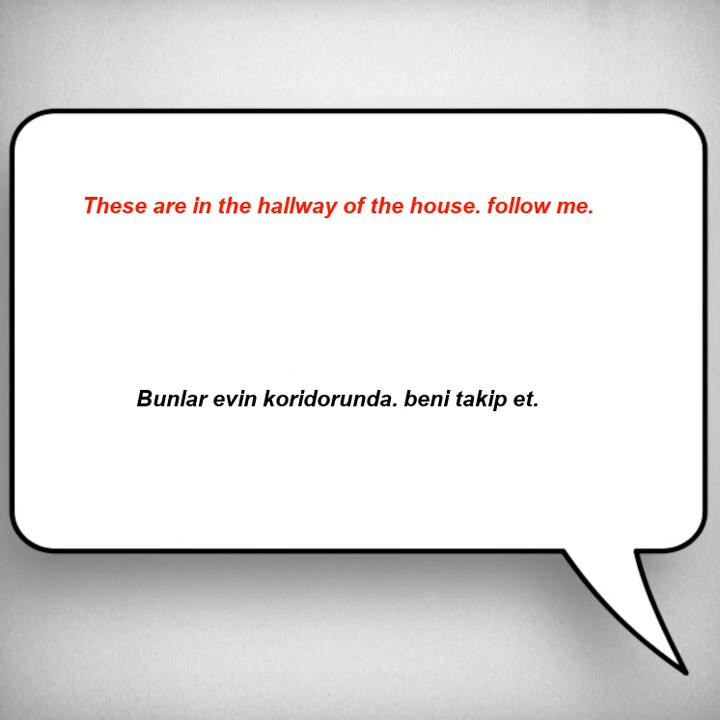 These are in the hallway of the house. follow me.
Bunlar evin koridorunda. beni takip et.